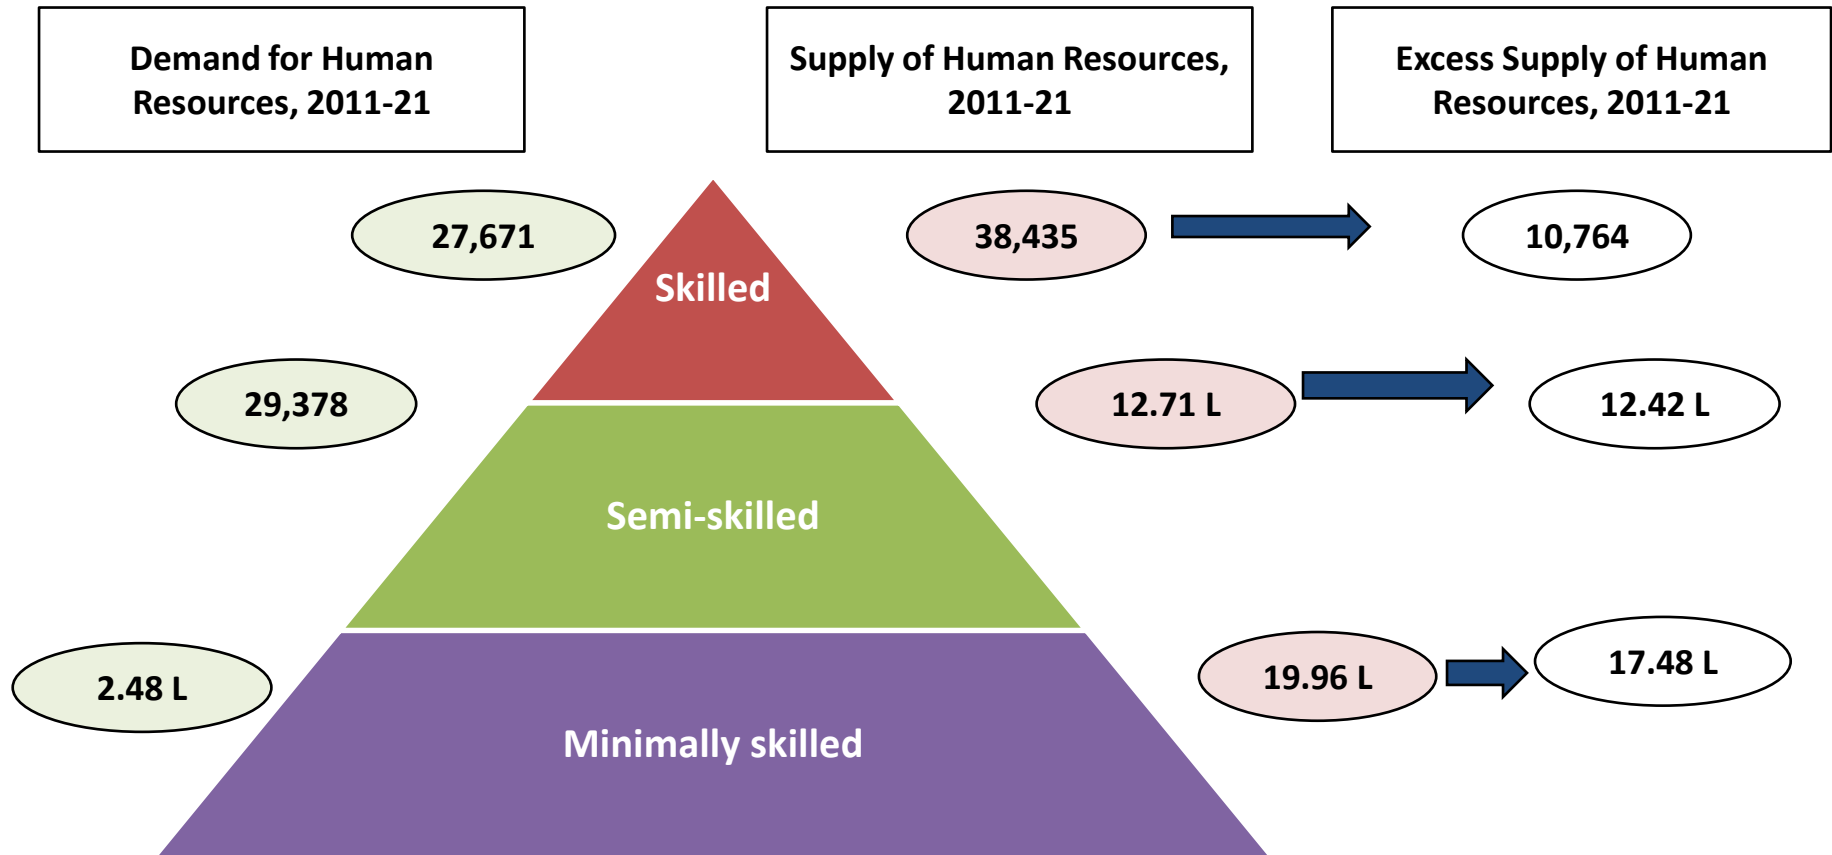 Demand for Human
Resources, 2011-21
Supply of Human Resources,
2011-21
Excess Supply of Human
Resources, 2011-21
27,671
38,435
10,764
Skilled
29,378
12.71 L
12.42 L
Semi-skilled
2.48 L
19.96 L
17.48 L
Minimally skilled